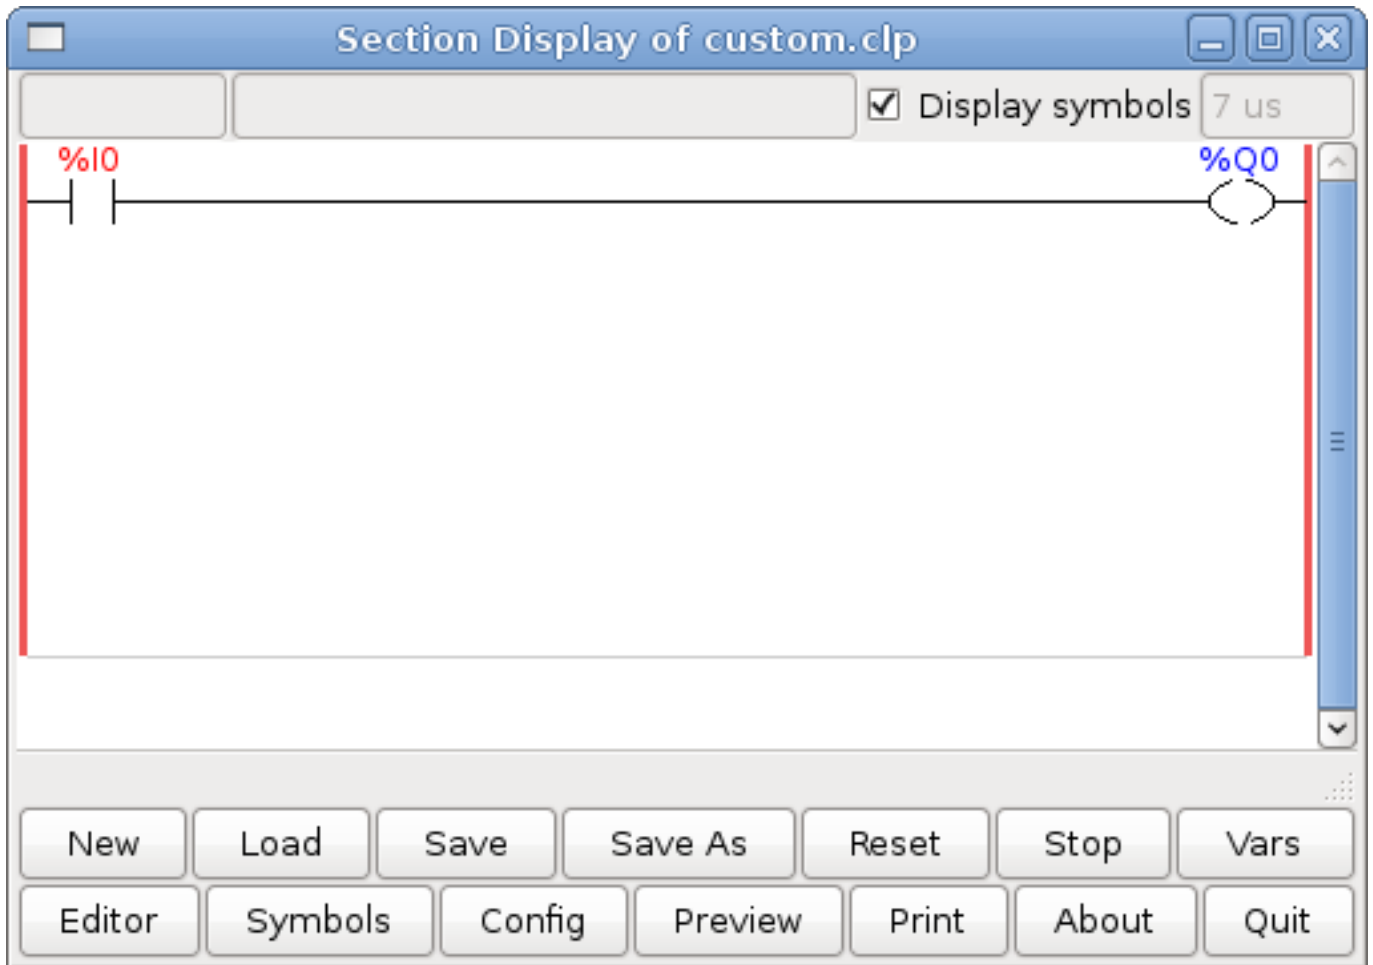 Section Display of custom.clp
Display symbols 7 us
%I0 %Q0
New Load Save Save As Reset Stop Vars
Editor Symbols Config Preview Print About Quit